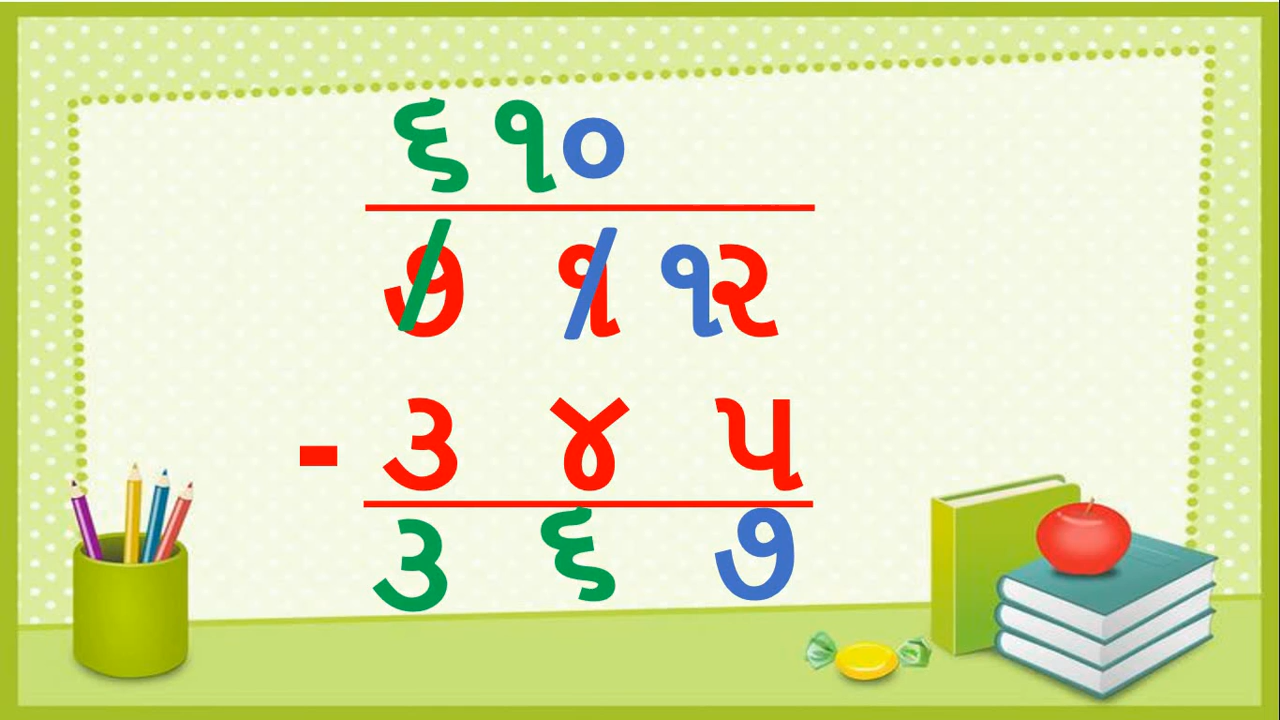 ૬ ૧૦
૭ ૧ ૧૨
- ૩ ૪ ૫
૩ ૬ ૭